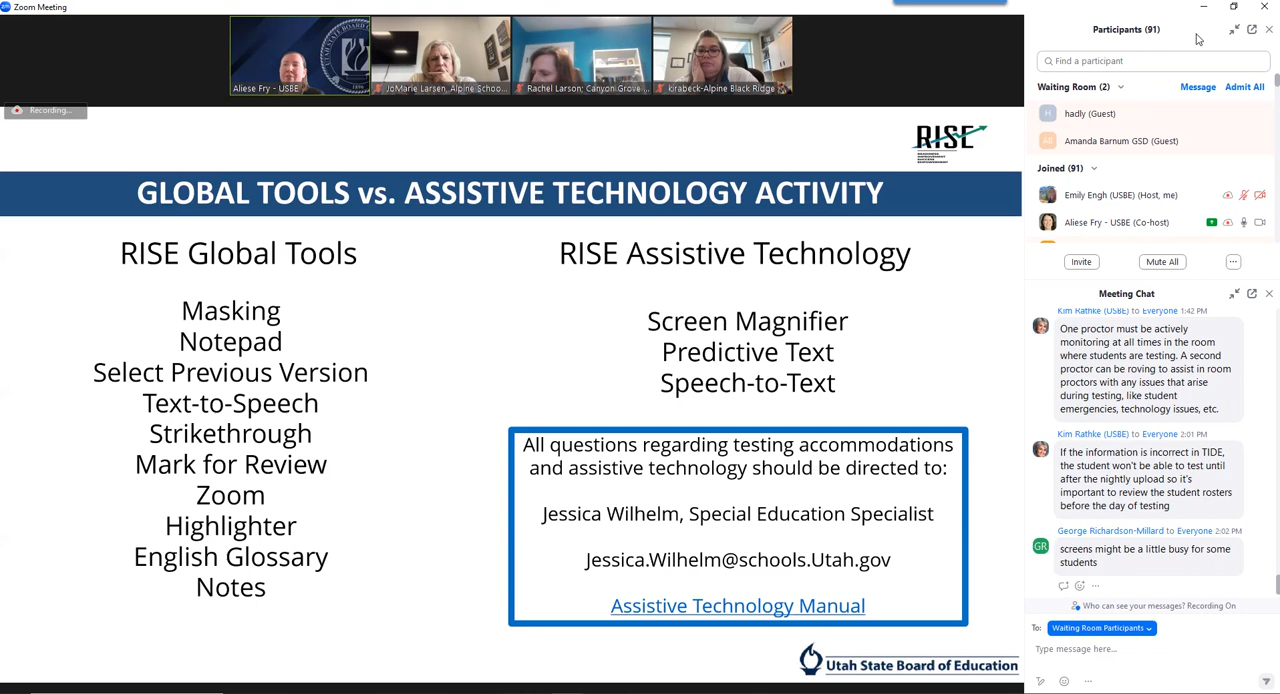 Zoom Meeting
Aliese Fry - USBE
JoMarie Larsen, Alpine Schoo...
Rachel Larson; Canyon Grove ...
kirabeck-Alpine Black Ridge
Recording...
RISE
GLOBAL TOOLS vs. ASSISTIVE TECHNOLOGY ACTIVITY
RISE Global Tools
Masking
Notepad
Select Previous Version
Text-to-Speech
Strikethrough
Mark for Review
Zoom
Highlighter
English Glossary
Notes
RISE Assistive Technology
Screen Magnifier
Predictive Text
Speech-to-Text
All questions regarding testing accommodations
and assistive technology should be directed to:
Jessica Wilhelm, Special Education Specialist
Jessica.Wilhelm@schools.Utah.gov
Assistive Technology Manual
Utah State Board of Education
Participants (91)
Find a participant
Waiting Room (2)
Message
Admit All
H
hadly (Guest)
Amanda Barnum GSD (Guest)
Joined (91)
Emily Engh (USBE) (Host, me)
Aliese Fry - USBE (Co-host)
Invite
Mute All
...
Meeting Chat
Kim Rathke (USBE) to Everyone 1:42 PM
One proctor must be actively
monitoring at all times in the room
where students are testing. A second
proctor can be roving to assist in room
proctors with any issues that arise
during testing, like student
emergencies, technology issues, etc.
Kim Rathke (USBE) to Everyone 2:01 PM
If the information is incorrect in TIDE,
the student won't be able to test until
after the nightly upload so it's
important to review the student rosters
before the day of testing
George Richardson-Millard to Everyone 2:02 PM
GR
screens might be a little busy for some
students
Who can see your messages? Recording On
To:
Waiting Room Participants
Type message here...